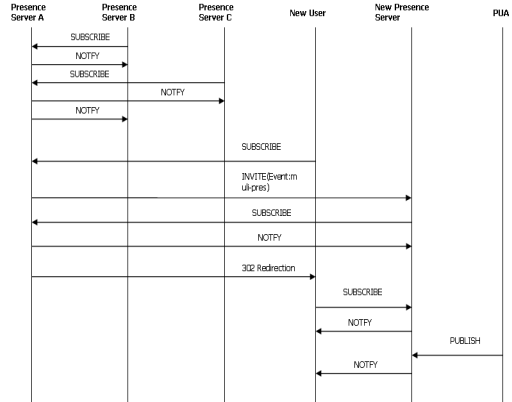 Presence Server A
Presence Server B
Presence Server C
New User
New Presence Server
PUA
SUBSCRIBE
NOTFY
SUBSCRIBE
NOTFY
NOTFY
SUBSCRIBE
INVITE(Event:m
uli-pres)
SUBSCRIBE
NOTFY
302 Redirection
SUBSCRIBE
NOTFY
PUBLISH
NOTFY